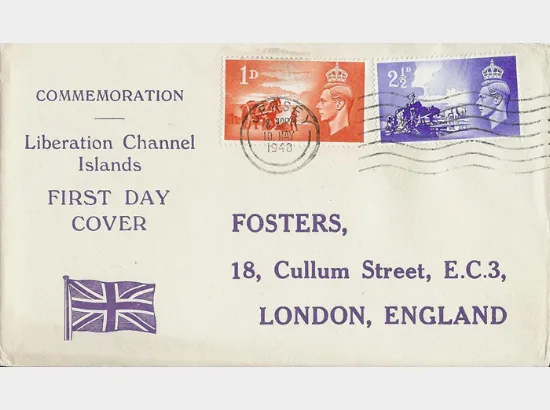 COMMEMORATION
Liberation Channel
Islands
FIRST DAY
COVER
1D
2½D
JERSEY
10 MAY
1948
FOSTERS,
18, Cullum Street, E.C.3,
LONDON, ENGLAND